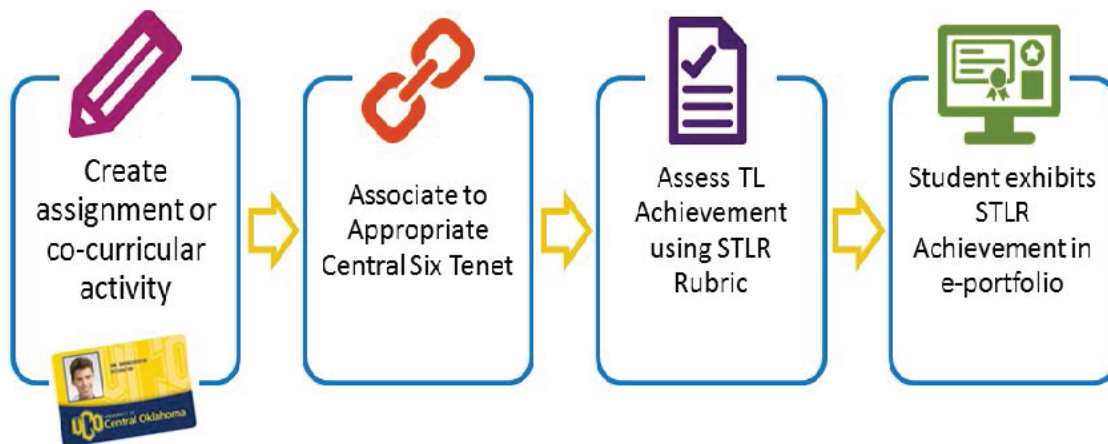 Create
assignment or
co-curricular
activity
Associate to
Appropriate
Central Six Tenet
Assess TL
Achievement
using STLR
Rubric
Student exhibits
STLR
Achievement in
e-portfolio
UCO
Central Oklahoma